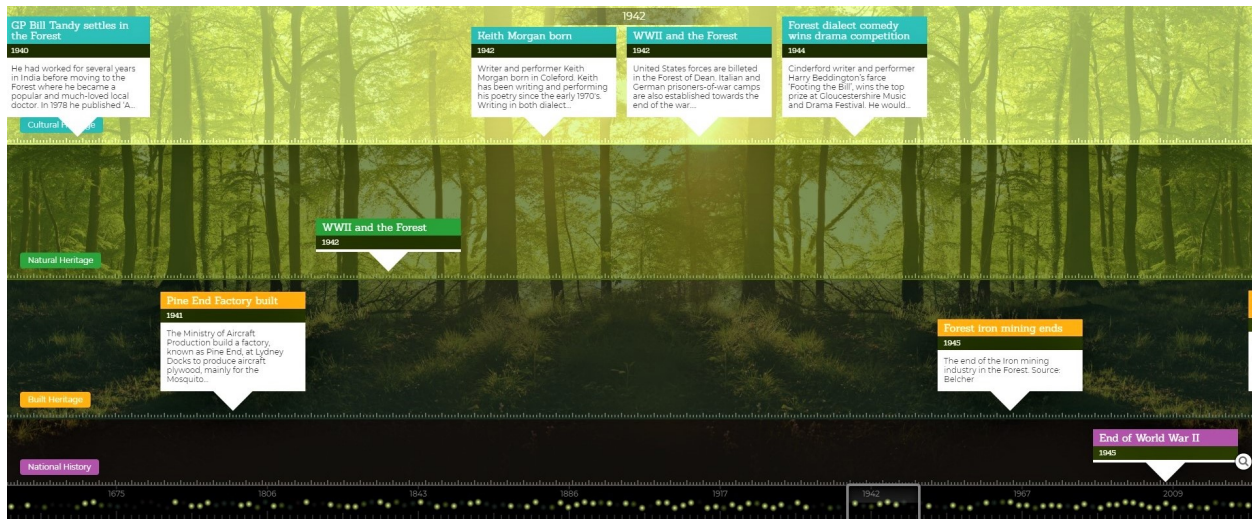 1942
GP Bill Tandy settles in
the Forest
1940
He had worked for several years
in India before moving to the
Forest where he became a
popular and much-loved local
doctor. In 1978 he published ‘A...
Keith Morgan born
1942
Writer and performer Keith
Morgan born in Coleford. Keith
has been writing and performing
his poetry since the early 1970's.
Writing in both dialect...
WWII and the Forest
1942
United States forces are billeted
in the Forest of Dean. Italian and
German prisoners-of-war camps
are also established towards the
end of the war....
Forest dialect comedy
wins drama competition
1944
Cinderford writer and performer
Harry Beddington’s farce
‘Footing the Bill’, wins the top
prize at Gloucestershire Music
and Drama Festival. He would...
Cultural
WWII and the Forest
1942
Natural Heritage
Pine End Factory built
1941
The Ministry of Aircraft
Production build a factory,
known as Pine End, at Lydney
Docks to produce aircraft
plywood, mainly for the
Mosquito...
Forest iron mining ends
1945
The end of the Iron mining
industry in the Forest. Source:
Belcher
Built Heritage
End of World War II
1945
National History
1675 1806 1843 1886 1917 1942 1967 2009